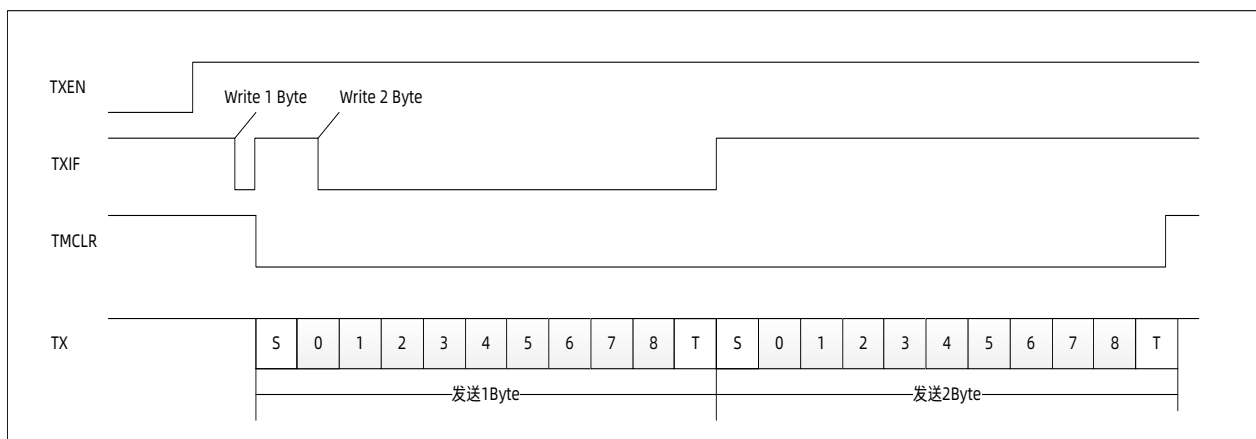 TXEN
Write 1 Byte Write 2 Byte
TXIF
TMCLR
TX S 0 1 2 3 4 5 6 7 8 T S 0 1 2 3 4 5 6 7 8 T
发送1Byte 发送2Byte